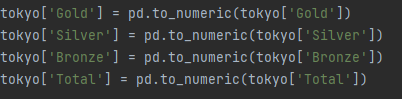 tokyo['Gold'] = pd.to_numeric(tokyo['Gold'])
tokyo['Silver'] = pd.to_numeric(tokyo['Silver'])
tokyo['Bronze'] = pd.to_numeric(tokyo['Bronze'])
tokyo['Total'] = pd.to_numeric(tokyo['Total'])